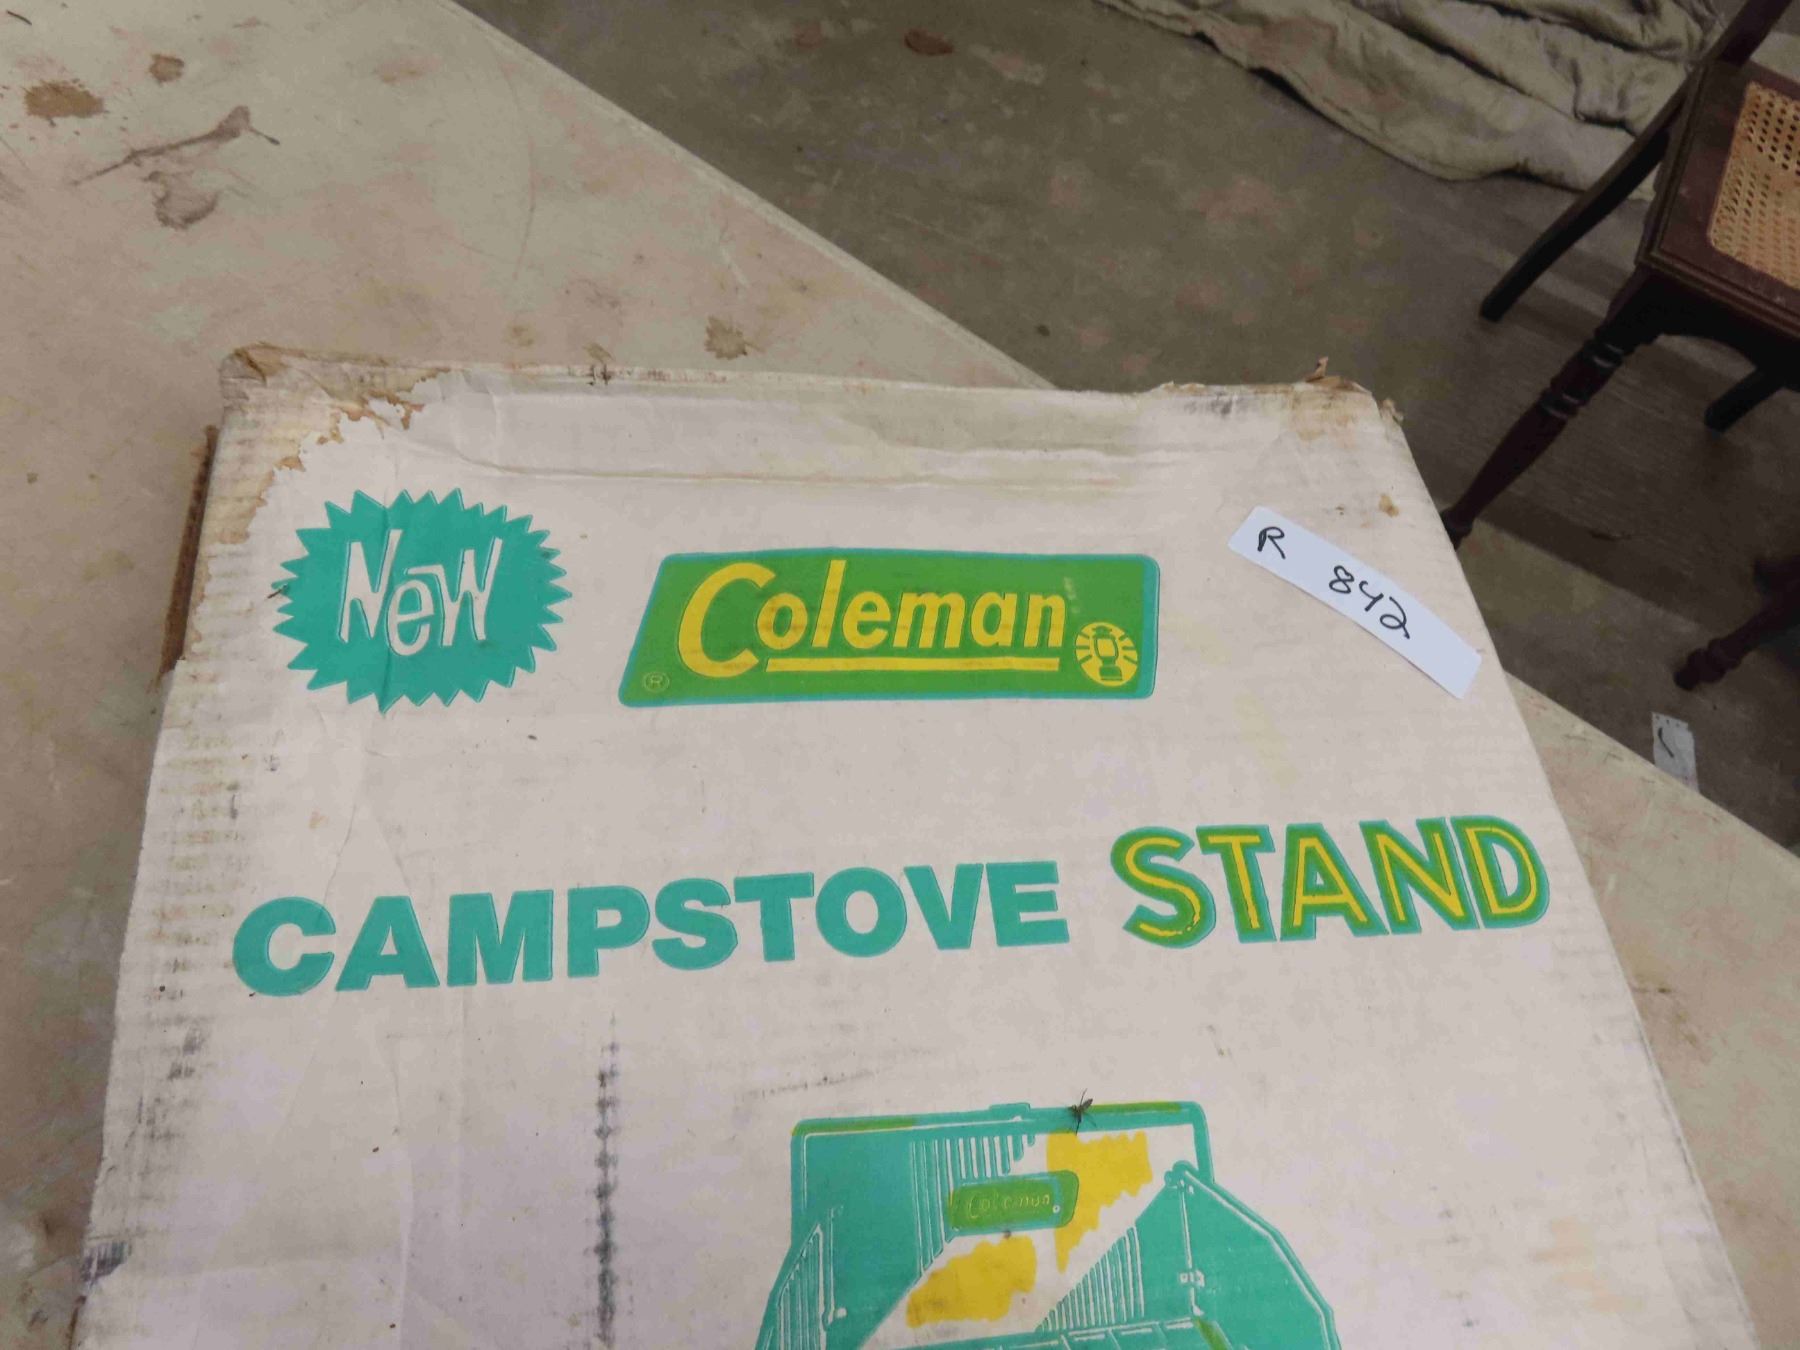 New
Coleman
®
R 842
CAMPSTOVE STAND
Coleman